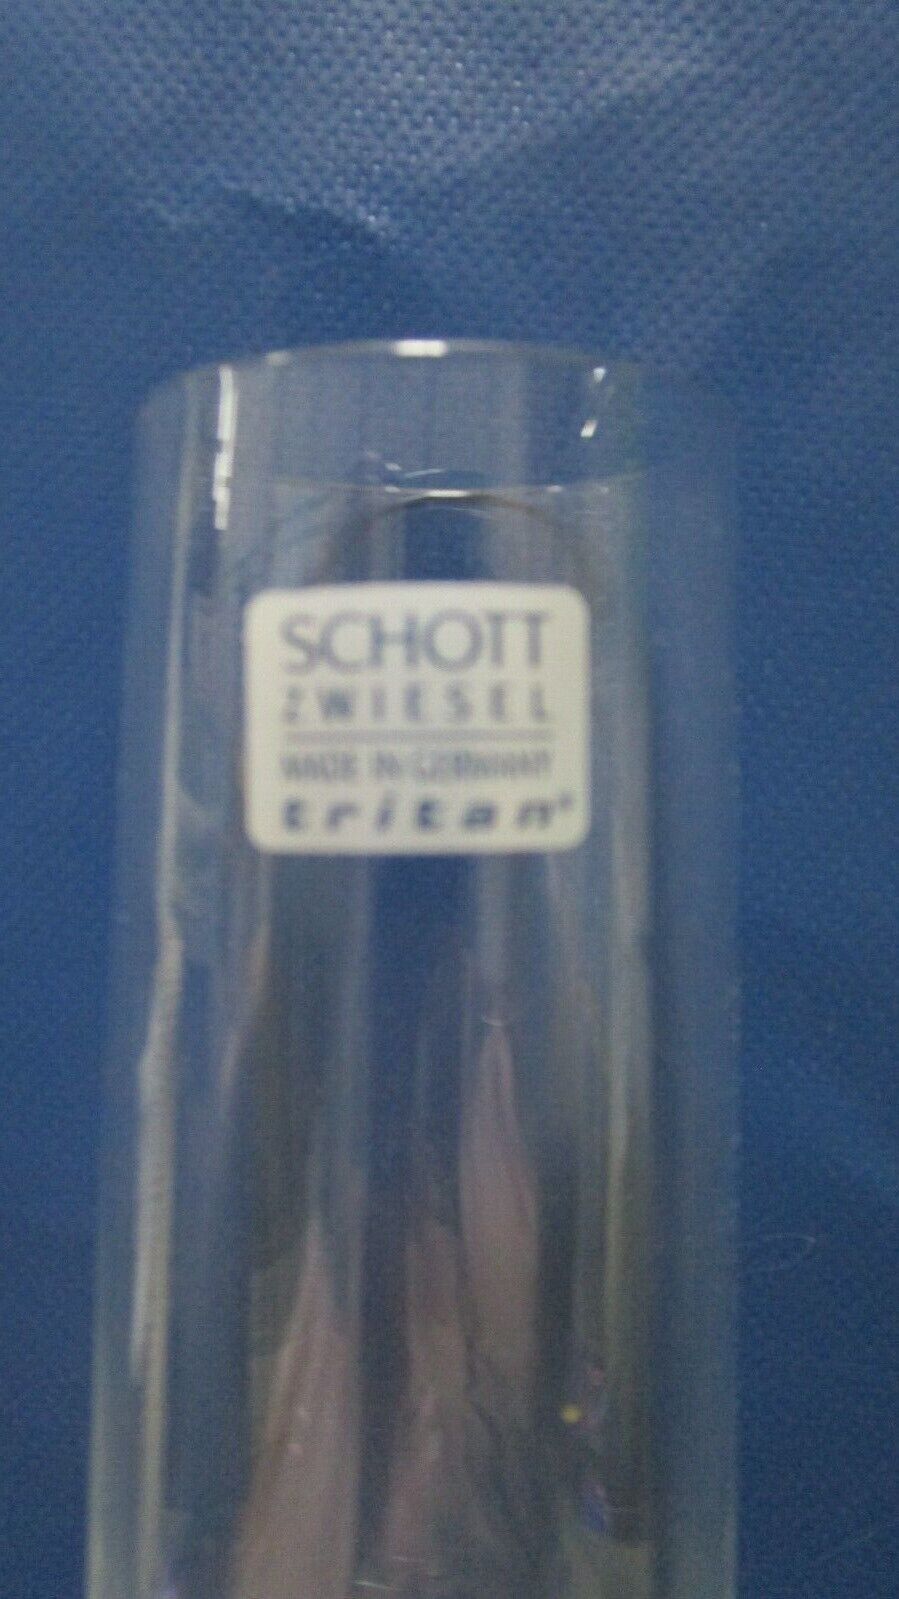 SCHOTT
ZWIESEL
MADE IN GERMANY
tritan®